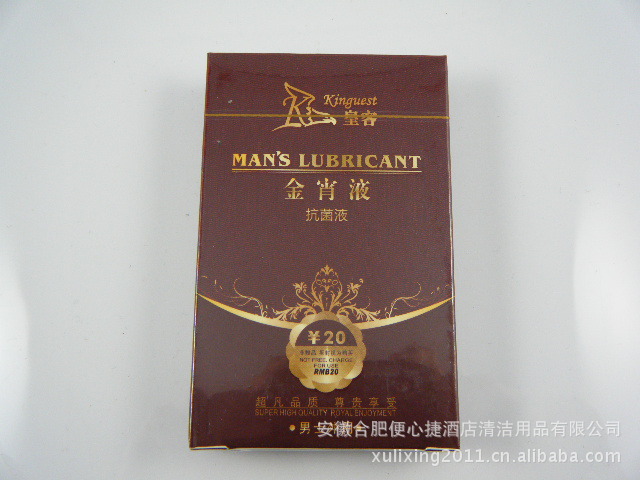 Kinguest
皇客
MAN'S LUBRICANT
金宵液
抗菌液
¥20
NOT FREE, CHARGE
FOR USE
RMB20
超凡品质 尊贵享受
SUPER HIGH QUALITY ROYAL ENJOYMENT
安徽合肥便心捷酒店清洁用品有限公司
xulixing2011.cn.alibaba.com